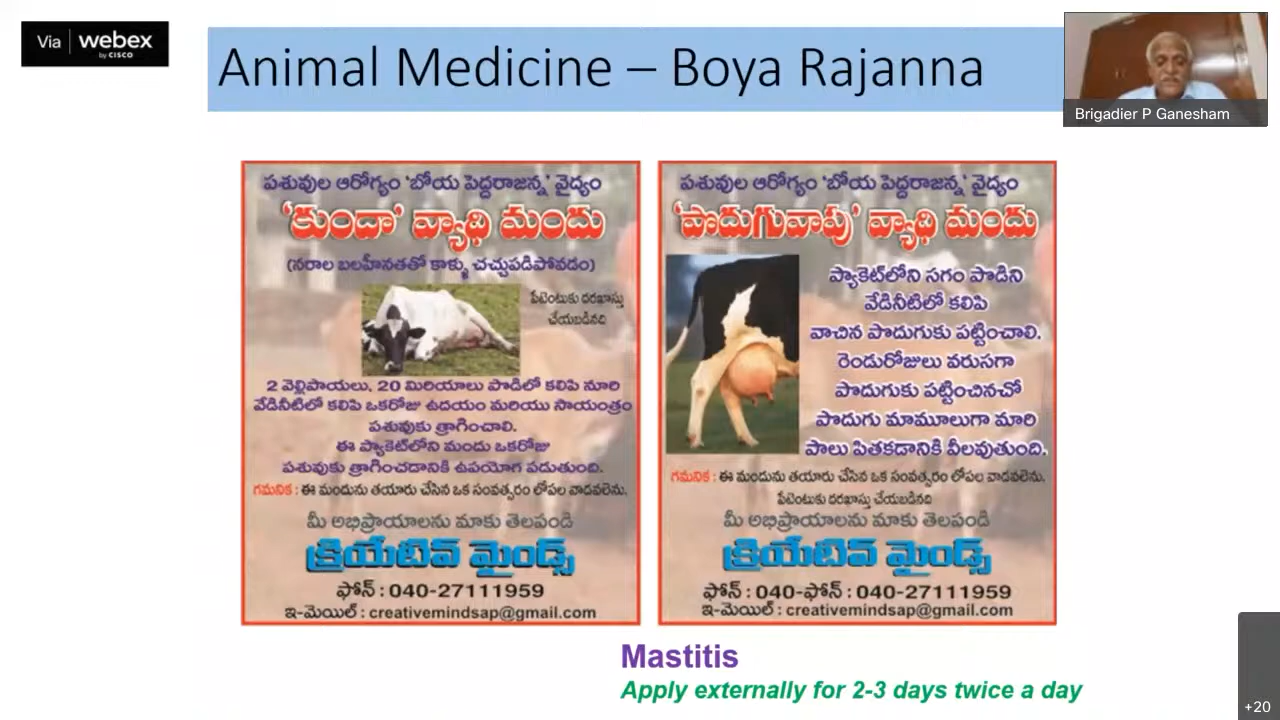 Via webex
by CISCO
Animal Medicine – Boya Rajanna
Brigadier P Ganesham
పశువుల ఆరోగ్యం 'బోయ పెద్దరాజన్న' వైద్యం
'కుందా' వ్యాధి మందు
(నరాల బలహీనతతో కాళ్ళు చచ్చుపడిపోవడం)
పేటెంటుకు దరఖాస్తు
చేయబడినది
2 వెల్లిపాయలు, 20 మిరియాలు పొడిలో కలిపి నూరి
వేడినీటిలో కలిపి ఒకరోజు ఉదయం మరియు సాయంత్రం
పశువుకు త్రాగించాలి.
ఈ ప్యాకెట్‌లోని మందు ఒకరోజు
పశువుకు త్రాగించడానికి ఉపయోగ పడుతుంది.
గమనిక : ఈ మందును తయారు చేసిన ఒక సంవత్సరం లోపల వాడవలెను.
మీ అభిప్రాయాలను మాకు తెలపండి
క్రియేటివ్ మైండ్స్
ఫోన్ : 040-27111959
ఇ-మెయిల్ : creativemindsap@gmail.com
పశువుల ఆరోగ్యం 'బోయ పెద్దరాజన్న' వైద్యం
'పొదుగువాపు' వ్యాధి మందు
ప్యాకెట్‌లోని సగం పొడిని
వేడినీటిలో కలిపి
వాచిన పొదుగుకు పట్టించాలి.
రెండురోజులు వరుసగా
పొదుగుకు పట్టించినచో
పొదుగు మామూలుగా మారి
పాలు పితకడానికి వీలవుతుంది.
గమనిక : ఈ మందును తయారు చేసిన ఒక సంవత్సరం లోపల వాడవలెను.
పేటెంటుకు దరఖాస్తు చేయబడినది
మీ అభిప్రాయాలను మాకు తెలపండి
క్రియేటివ్ మైండ్స్
ఫోన్ : 040-ఫోన్ : 040-27111959
ఇ-మెయిల్ : creativemindsap@gmail.com
Mastitis
Apply externally for 2-3 days twice a day
+20